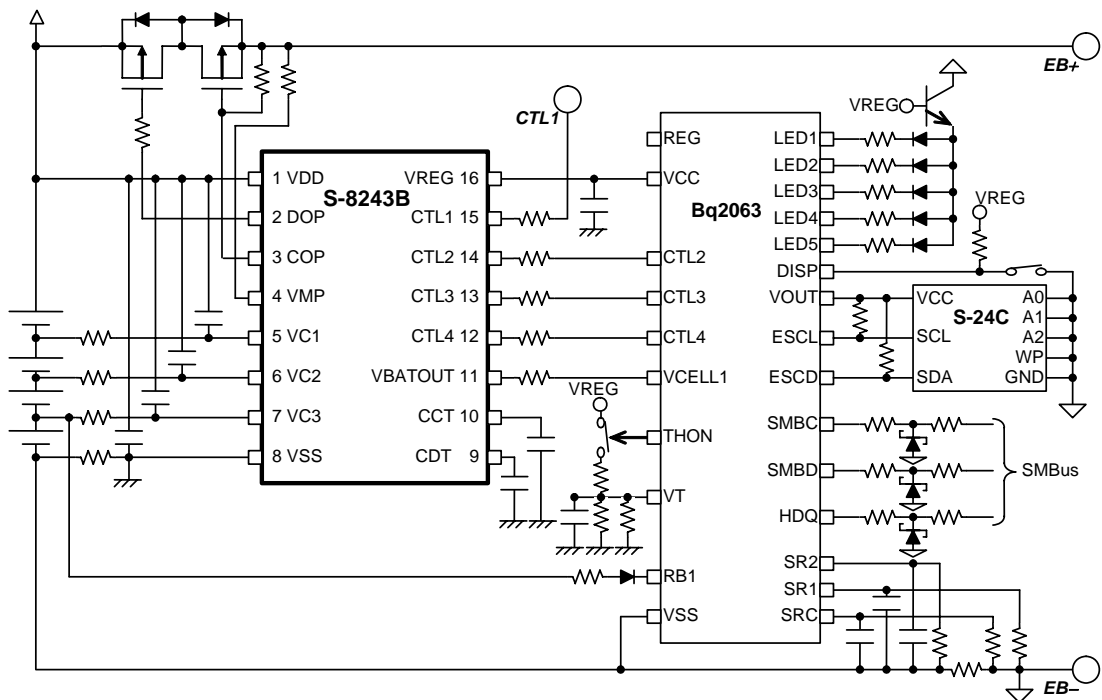 EB+
CTL1
VREG
S-8243B
1 VDD
2 DOP
3 COP
4 VMP
5 VC1
6 VC2
7 VC3
8 VSS
VREG 16
CTL1 15
CTL2 14
CTL3 13
CTL4 12
VBATOUT 11
CCT 10
CDT 9
VREG
Bq2063
REG
VCC
CTL2
CTL3
CTL4
VCELL1
THON
VT
RB1
VSS
LED1
LED2
LED3
LED4
LED5
DISP
VOUT
ESCL
ESCD
SMBC
SMBD
HDQ
SR2
SR1
SRC
VREG
S-24C
VCC
SCL
SDA
A0
A1
A2
WP
GND
SMBus
EB−